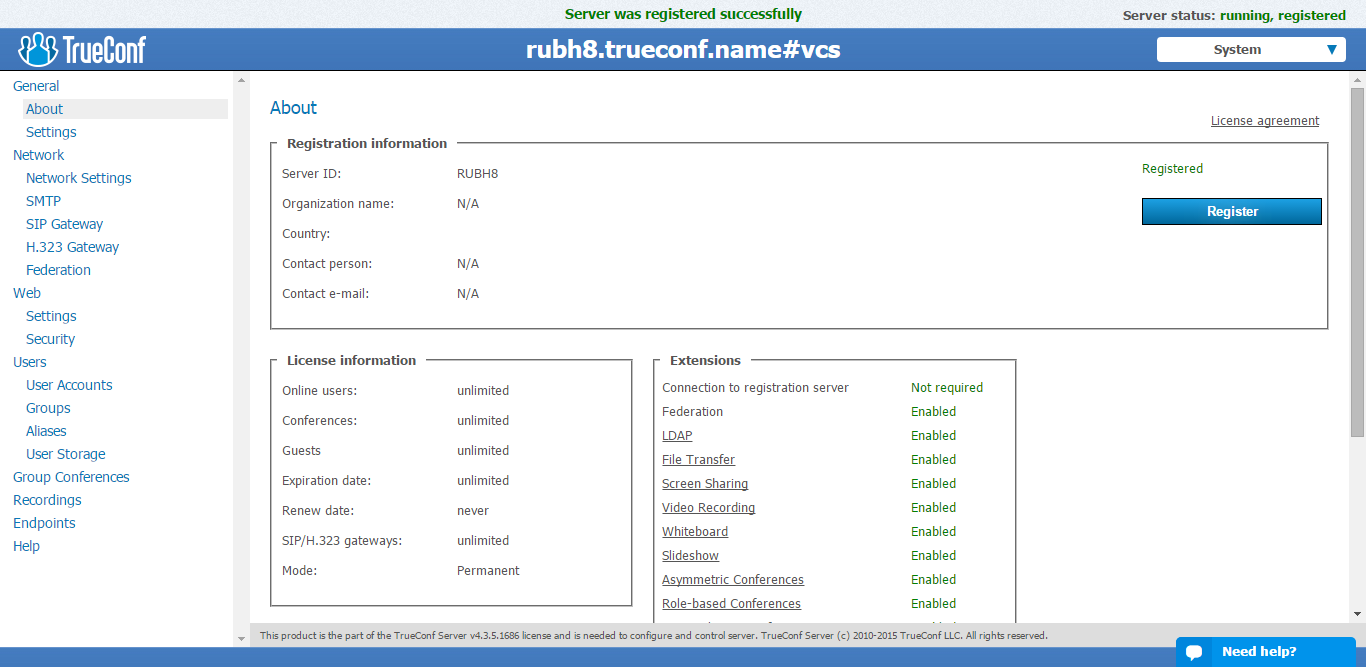 Server was registered successfully
Server status: running, registered
TrueConf
rubh8.trueconf.name#vcs
System
General
About
Settings
Network
Network Settings
SMTP
SIP Gateway
H.323 Gateway
Federation
Web
Settings
Security
Users
User Accounts
Groups
Aliases
User Storage
Group Conferences
Recordings
Endpoints
Help
About
License agreement
Registration information
Server ID: RUBH8
Registered
Organization name: N/A
Register
Country:
Contact person: N/A
Contact e-mail: N/A
License information
Online users: unlimited
Conferences: unlimited
Guests unlimited
Expiration date: unlimited
Renew date: never
SIP/H.323 gateways: unlimited
Mode: Permanent
Extensions
Connection to registration server Not required
Federation Enabled
LDAP Enabled
File Transfer Enabled
Screen Sharing Enabled
Video Recording Enabled
Whiteboard Enabled
Slideshow Enabled
Asymmetric Conferences Enabled
Role-based Conferences Enabled
This product is the part of the TrueConf Server v4.3.5.1686 license and is needed to configure and control server. TrueConf Server (c) 2010-2015 TrueConf LLC. All rights reserved.
Need help?